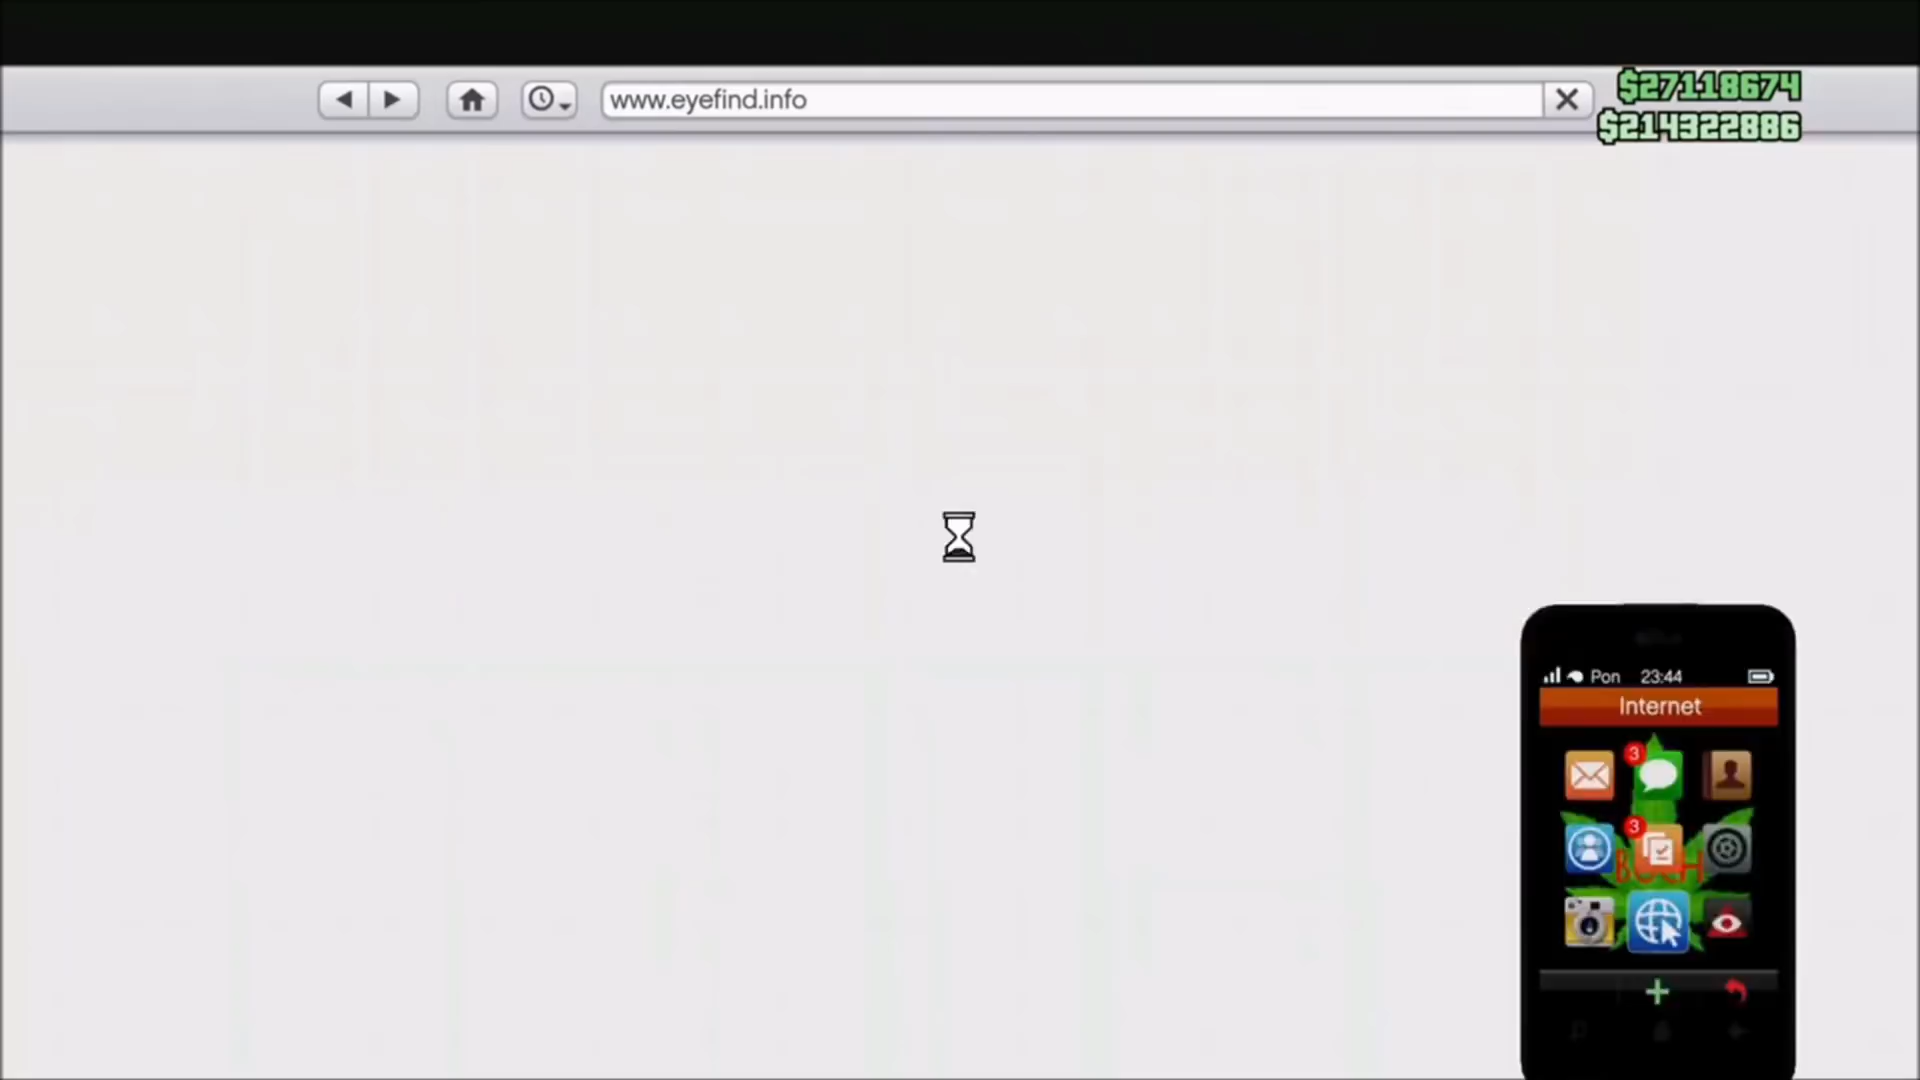 www.eyefind.info
$27118674
$214322886
Pon 23:44
Internet
3
3